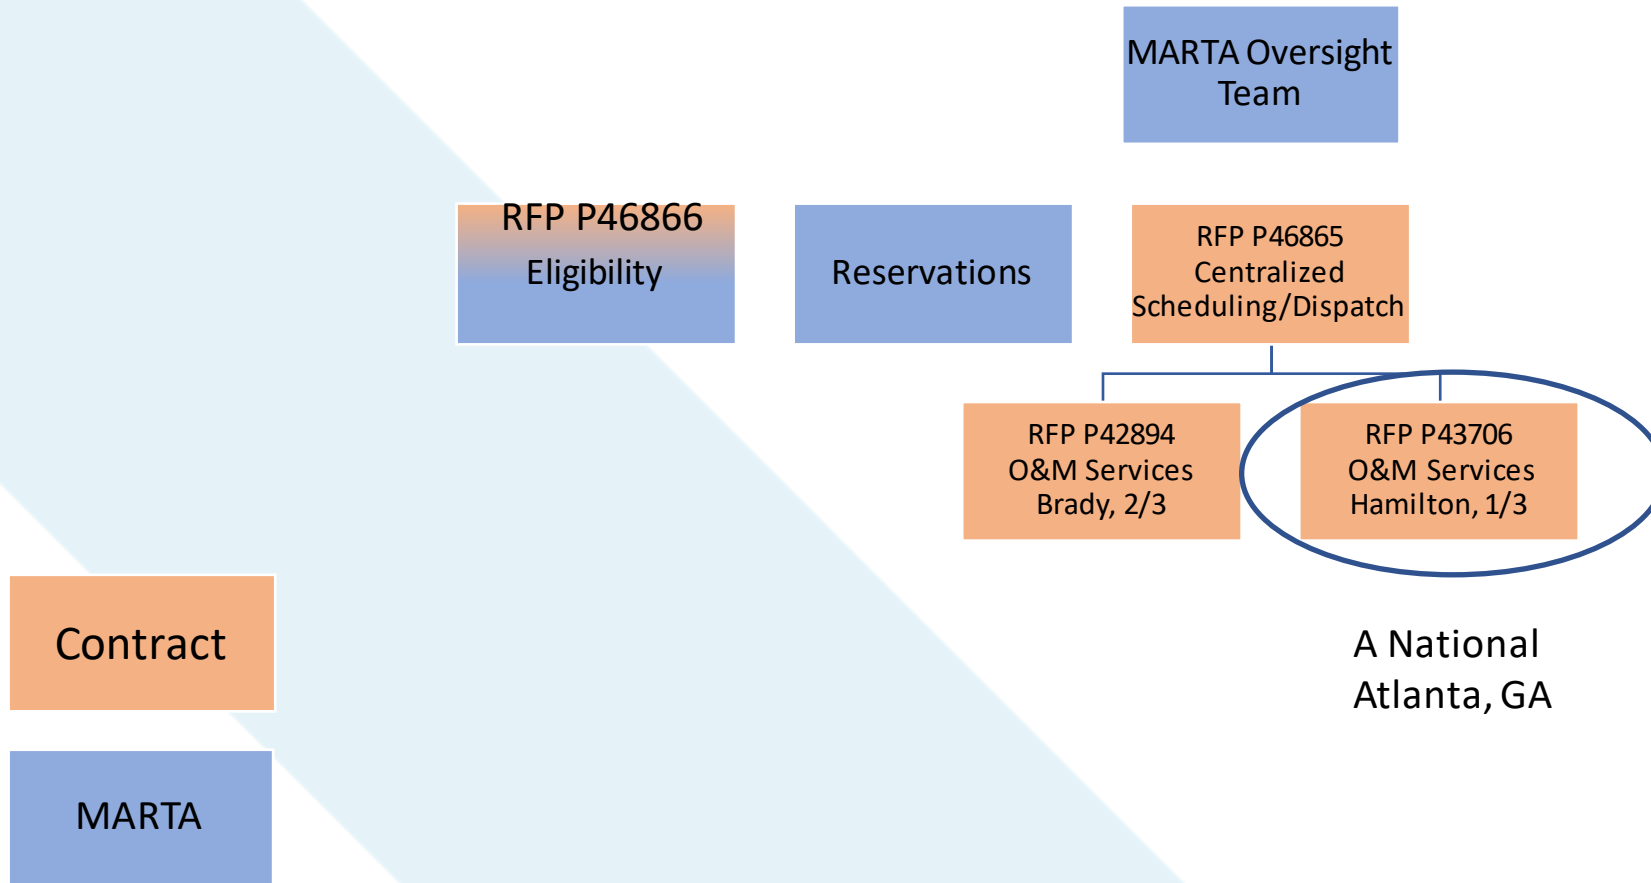 MARTA Oversight
Team
RFP P46866
Eligibility
Reservations
RFP P46865
Centralized
Scheduling/Dispatch
RFP P42894
O&M Services
Brady, 2/3
RFP P43706
O&M Services
Hamilton, 1/3
Contract
A National
Atlanta, GA
MARTA